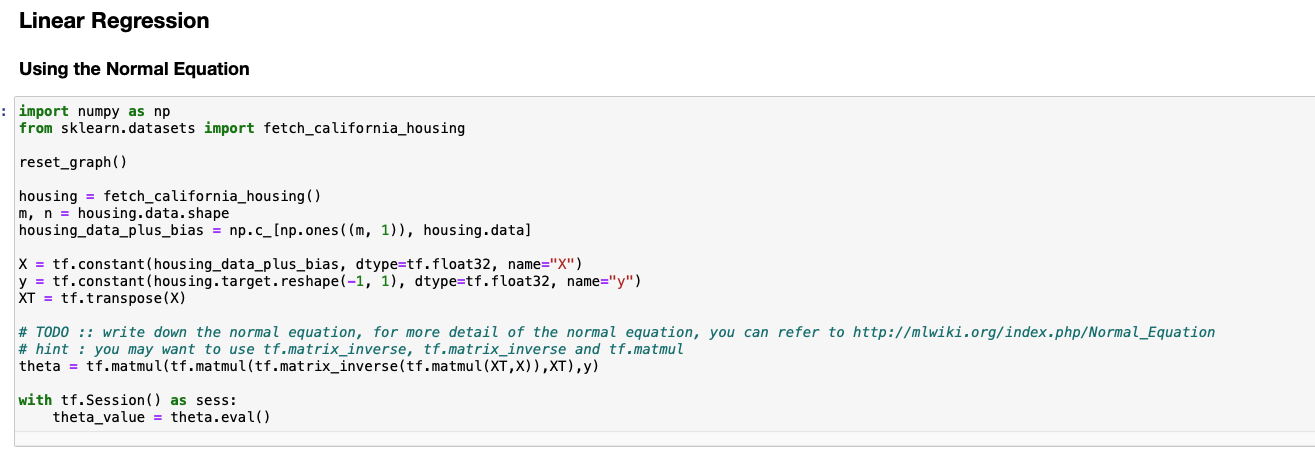 Linear Regression
Using the Normal Equation
:
import numpy as np
from sklearn.datasets import fetch_california_housing
reset_graph()
housing = fetch_california_housing()
m, n = housing.data.shape
housing_data_plus_bias = np.c_[np.ones((m, 1)), housing.data]
X = tf.constant(housing_data_plus_bias, dtype=tf.float32, name="X")
y = tf.constant(housing.target.reshape(-1, 1), dtype=tf.float32, name="y")
XT = tf.transpose(X)
# TODO :: write down the normal equation, for more detail of the normal equation, you can refer to http://mlwiki.org/index.php/Normal_Equation
# hint : you may want to use tf.matrix_inverse, tf.matrix_inverse and tf.matmul
theta = tf.matmul(tf.matmul(tf.matrix_inverse(tf.matmul(XT,X)),XT),y)
with tf.Session() as sess:
    theta_value = theta.eval()